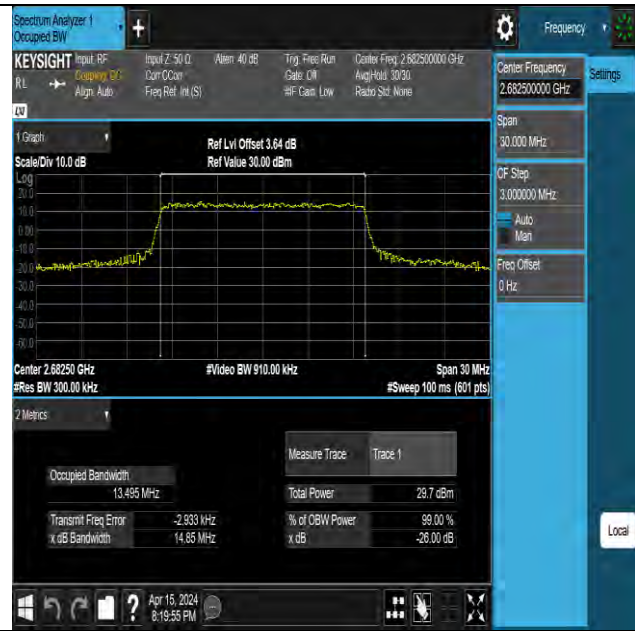 Spectrum Analyzer 1
Occupied BW
Frequency
KEYSIGHT
RL
Input: RF
Coupling: DC
Align: Auto
Input Z: 50 Ω
Corr CCorr
Freq Ref: Int (S)
Atten: 40 dB
Trig: Free Run
Gate: Off
#IF Gain: Low
Center Freq: 2.682500000 GHz
Avg|Hold: 30/30
Radio Std: None
LXI
Center Frequency
2.682500000 GHz
Settings
Span
30.000 MHz
CF Step
3.000000 MHz
Auto
Man
Freq Offset
0 Hz
1 Graph
Scale/Div 10.0 dB
Ref Lvl Offset 3.64 dB
Ref Value 30.00 dBm
Log
20.0
10.0
0.00
-10.0
-20.0
-30.0
-40.0
-50.0
-60.0
Center 2.68250 GHz
#Video BW 910.00 kHz
Span 30 MHz
#Res BW 300.00 kHz
#Sweep 100 ms (601 pts)
2 Metrics
Measure Trace
Trace 1
Occupied Bandwidth
13.495 MHz
Total Power
29.7 dBm
Transmit Freq Error
-2.933 kHz
% of OBW Power
99.00 %
x dB Bandwidth
14.85 MHz
x dB
-26.00 dB
Local
Apr 15, 2024
8:19:55 PM